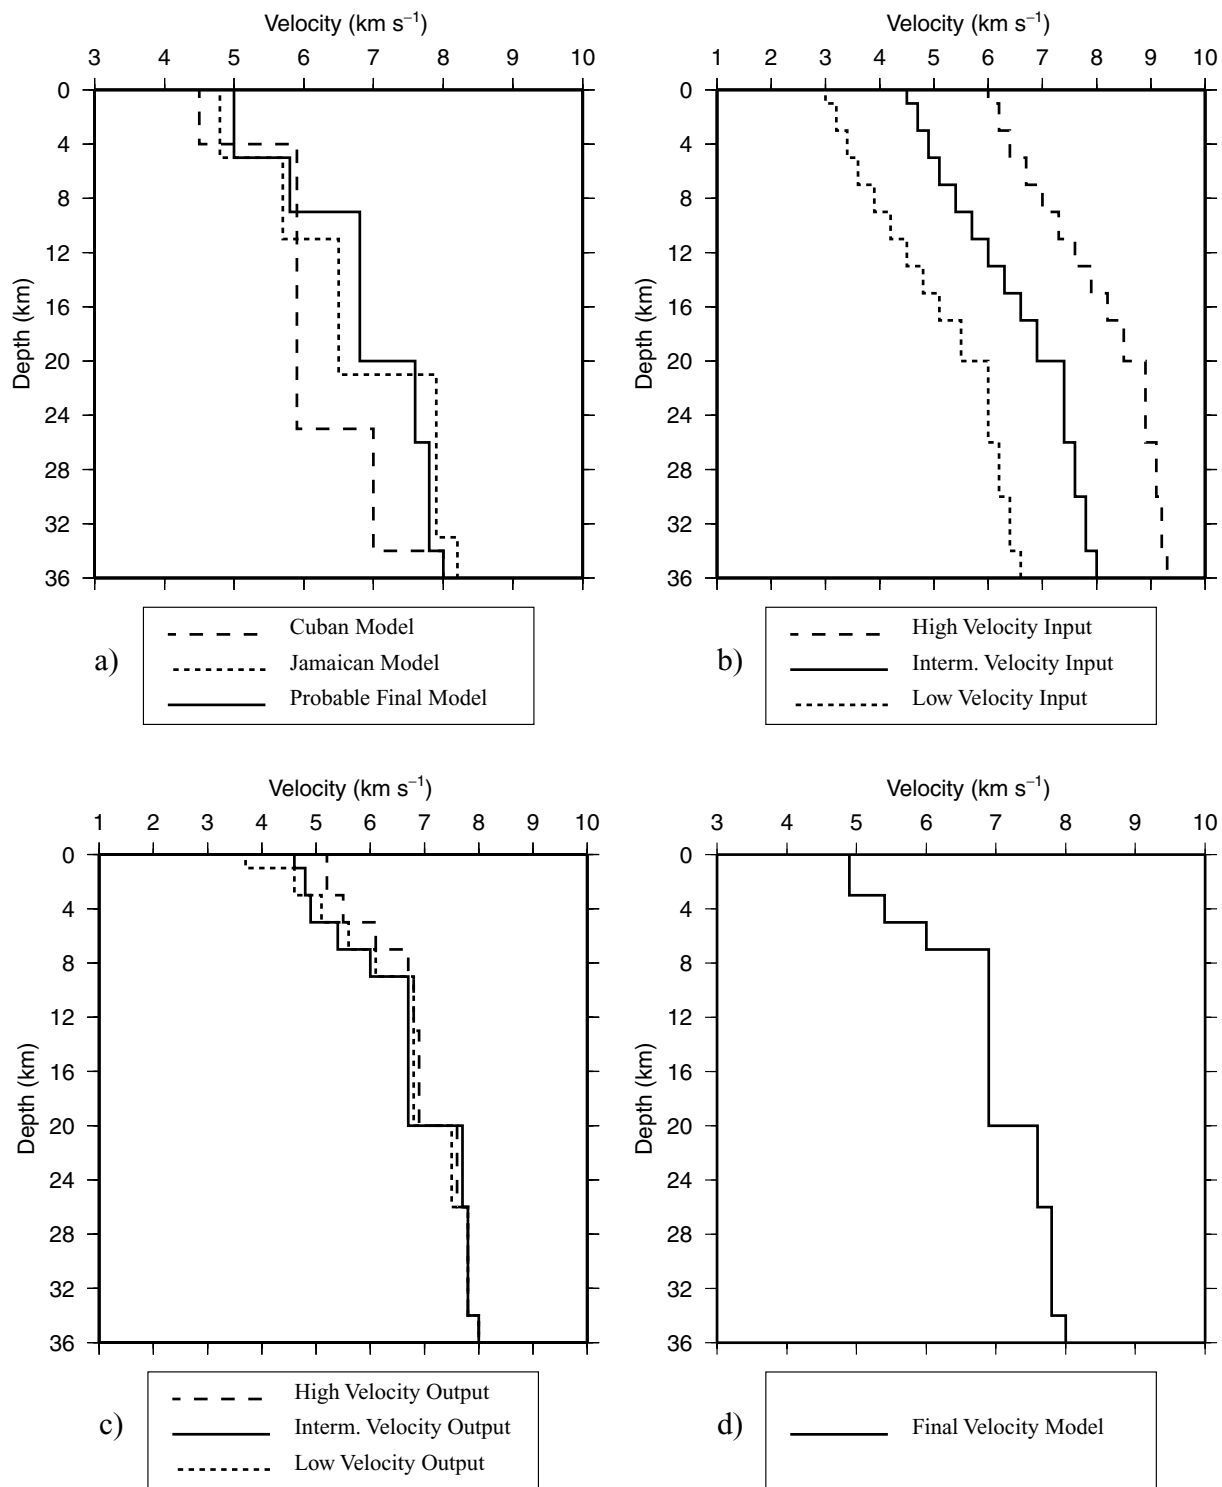 Velocity (km s⁻¹)
3 4 5 6 7 8 9 10
0
4
8
12
16
20
24
28
32
36
Depth (km)
a)
Cuban Model
Jamaican Model
Probable Final Model
Velocity (km s⁻¹)
1 2 3 4 5 6 7 8 9 10
0
4
8
12
16
20
24
28
32
36
Depth (km)
b)
High Velocity Input
Interm. Velocity Input
Low Velocity Input
Velocity (km s⁻¹)
1 2 3 4 5 6 7 8 9 10
0
4
8
12
16
20
24
28
32
36
Depth (km)
c)
High Velocity Output
Interm. Velocity Output
Low Velocity Output
Velocity (km s⁻¹)
3 4 5 6 7 8 9 10
0
4
8
12
16
20
24
28
32
36
Depth (km)
d)
Final Velocity Model